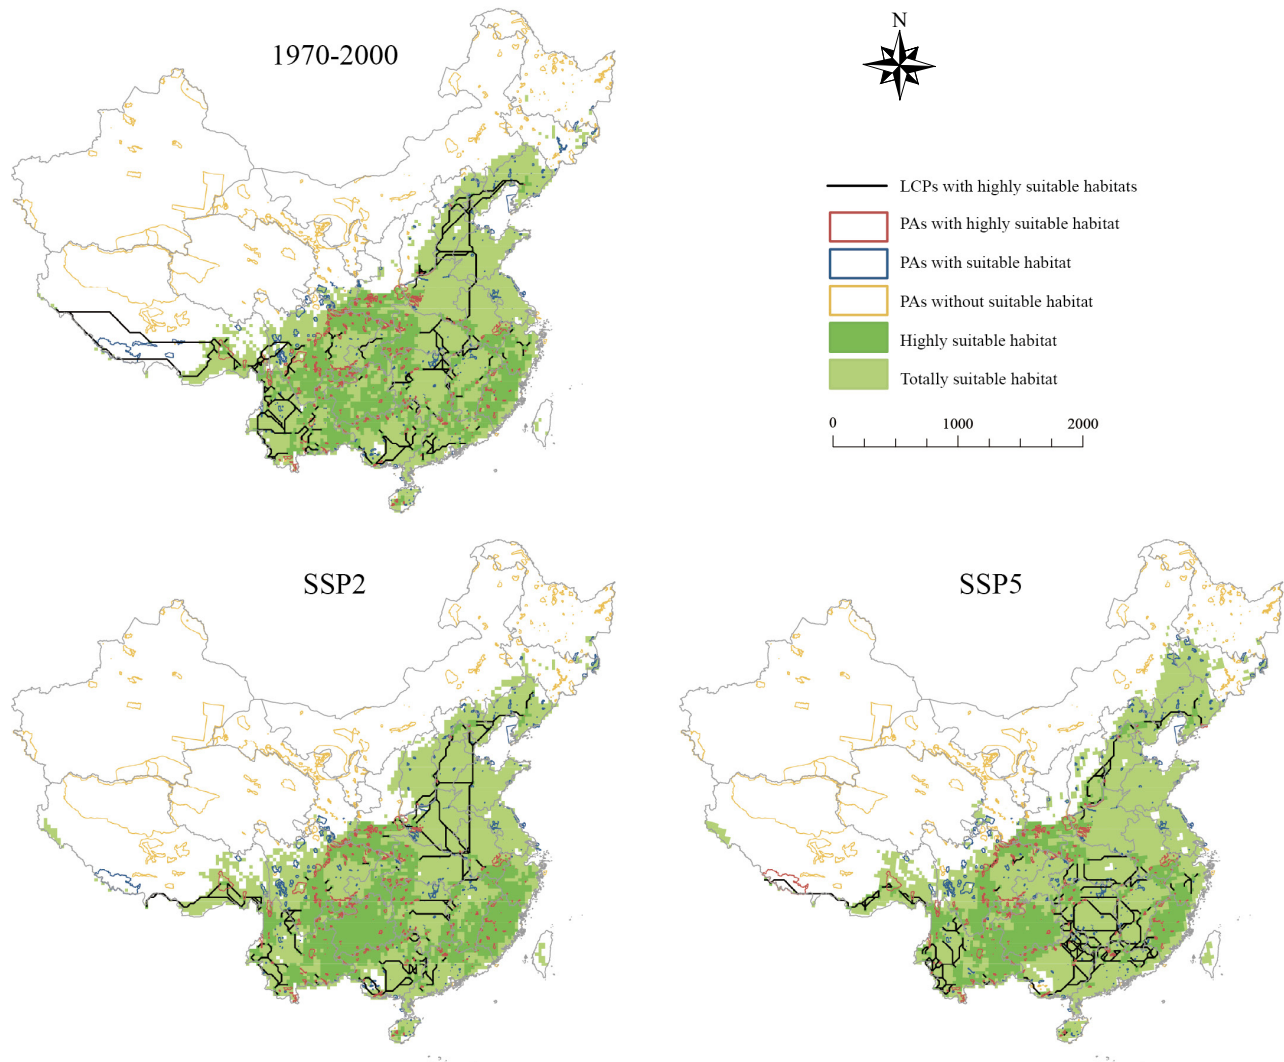 1970-2000
N
LCPs with highly suitable habitats
PAs with highly suitable habitat
PAs with suitable habitat
PAs without suitable habitat
Highly suitable habitat
Totally suitable habitat
0 1000 2000
SSP2
SSP5